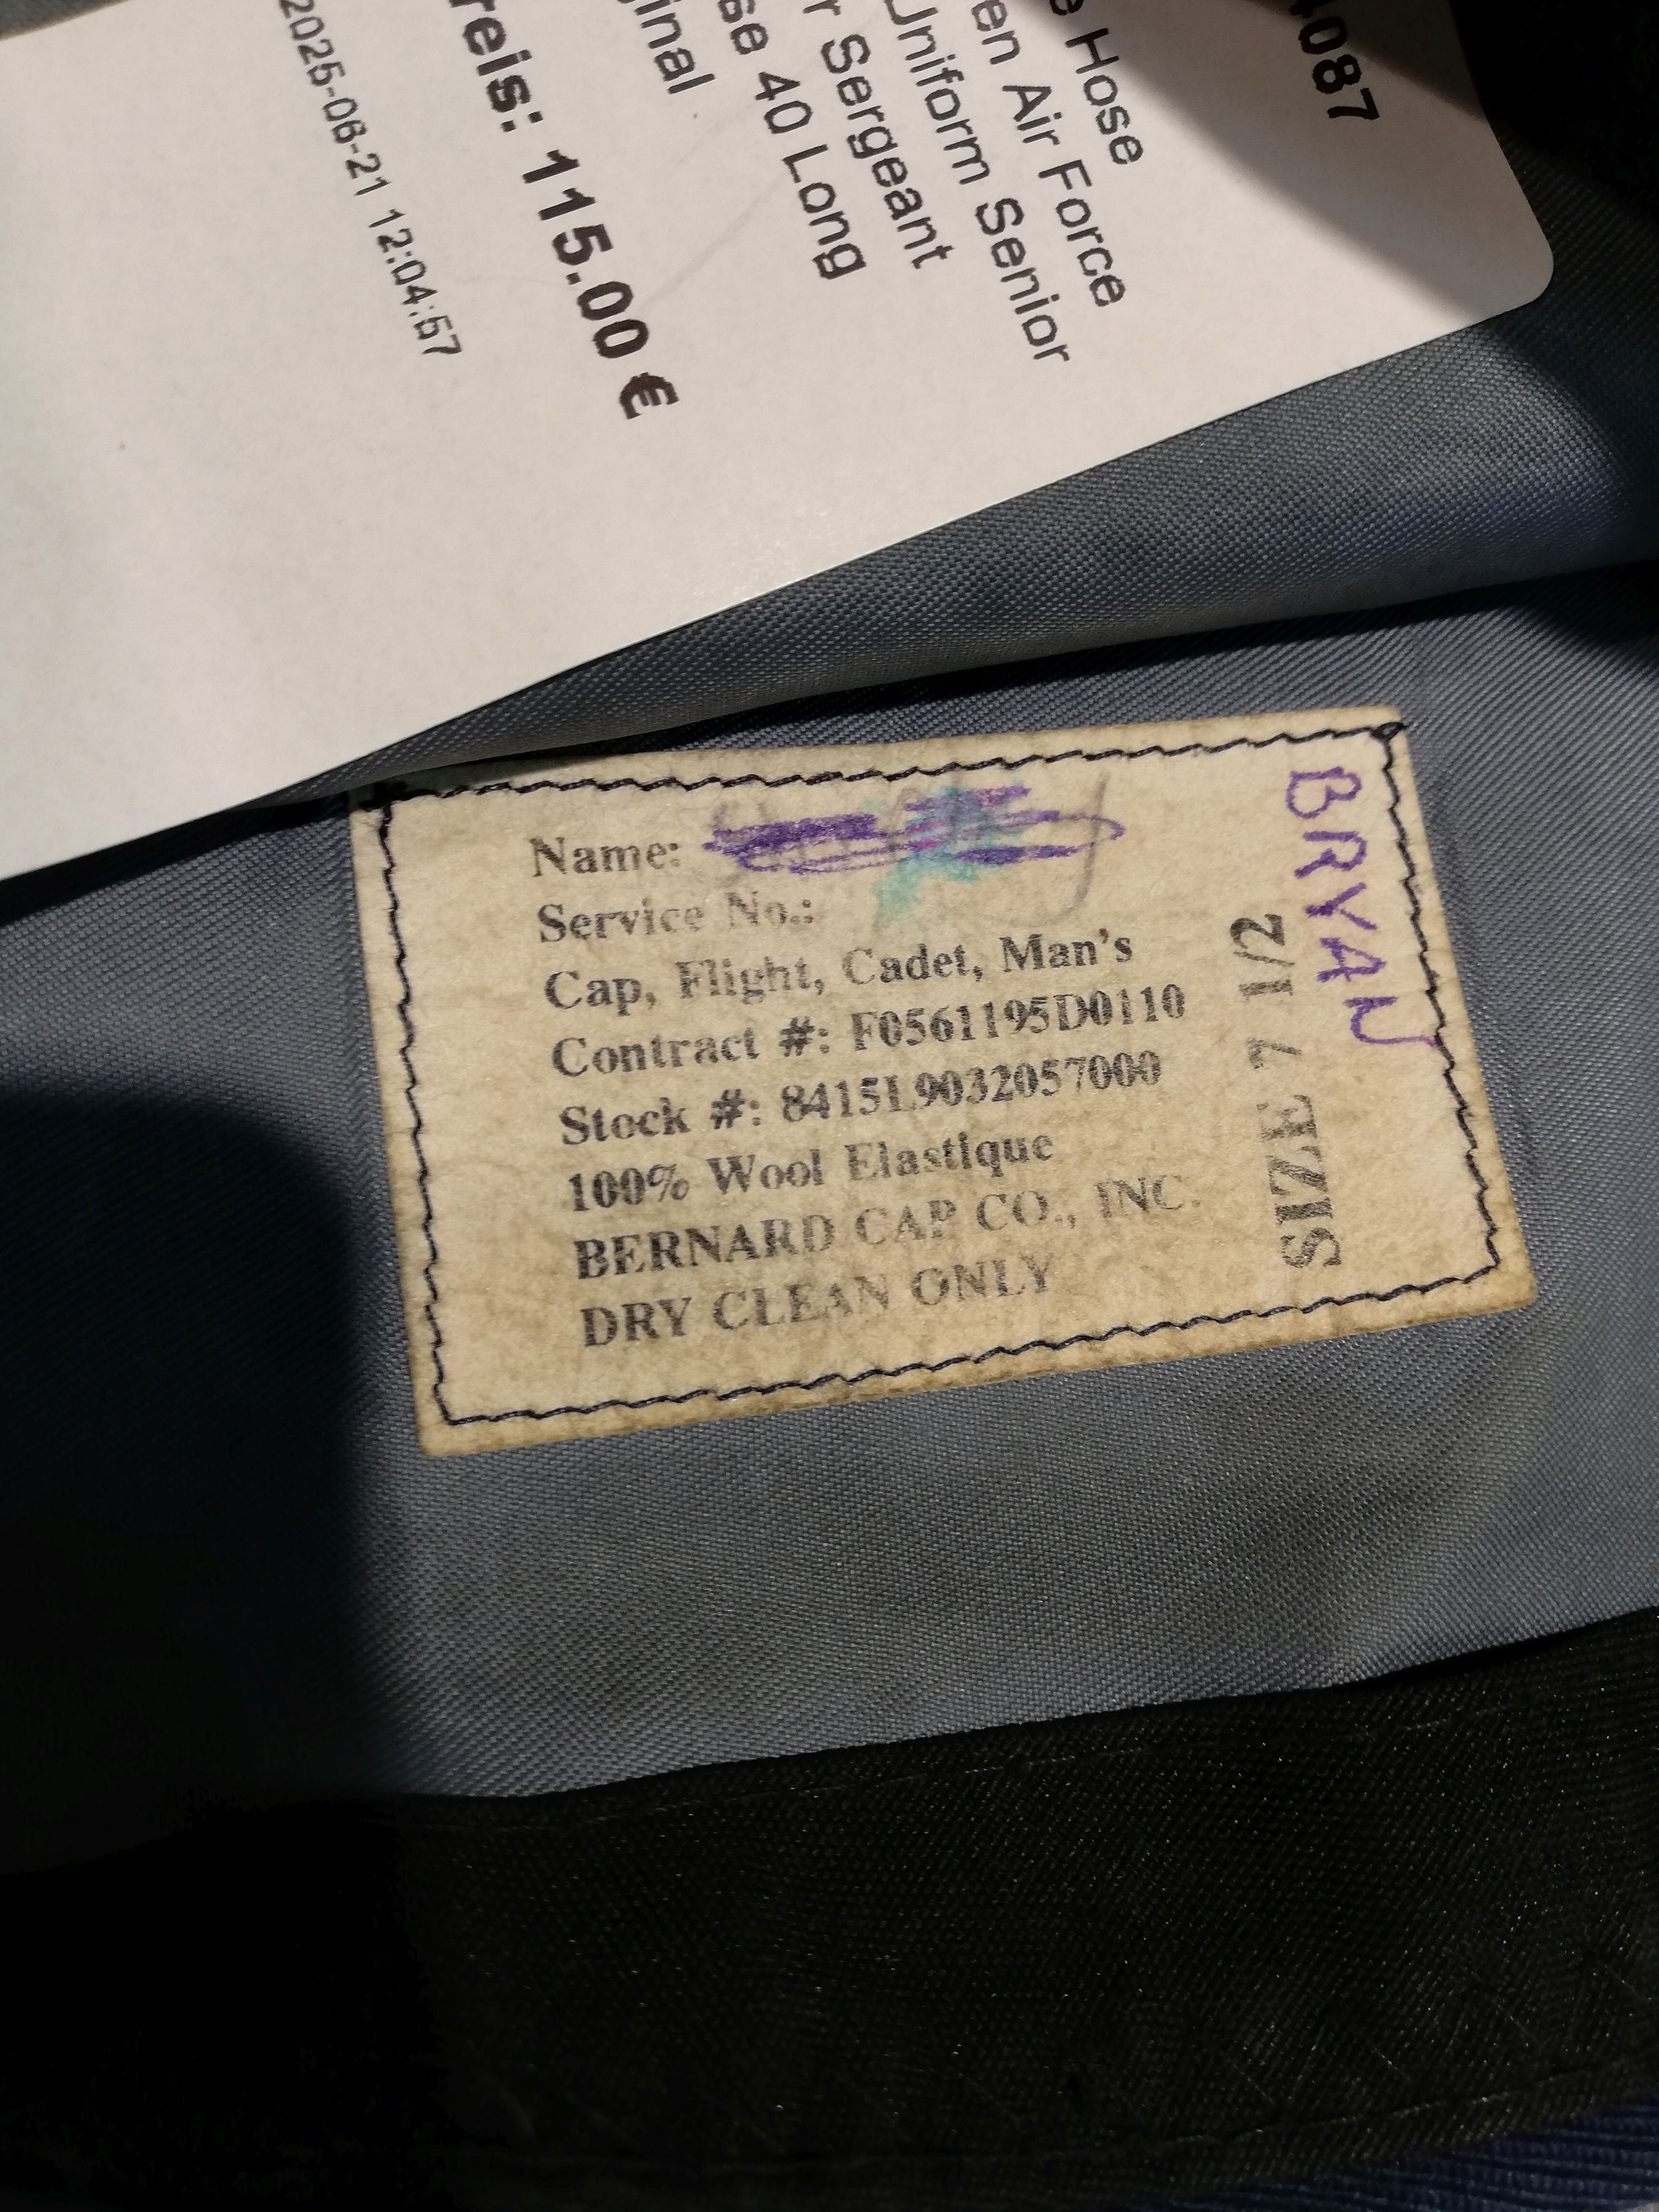 4087
Hose
en Air Force
Uniform Senior
r Sergeant
se 40 Long
inal
reis: 115.00 €
2025-06-21 12:04:57
Name:
Service No.:
Cap, Flight, Cadet, Man's
Contract #: F0561195D0110
Stock #: 8415L9032057000
100% Wool Elastique
BERNARD CAP CO., INC.
DRY CLEAN ONLY
SIZE 7 1/2
BRYAN